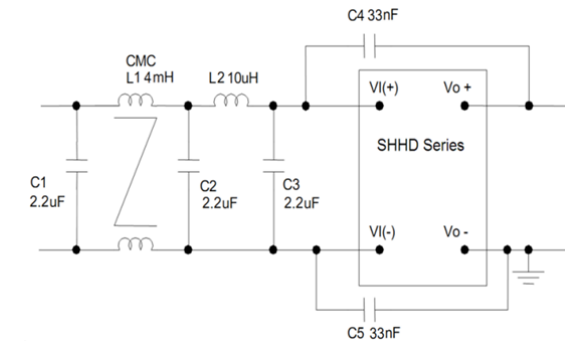 C4 33nF
CMC
L1 4mH
L2 10uH
VI(+)
Vo +
SHHD Series
C1
2.2uF
C2
2.2uF
C3
2.2uF
VI(-)
Vo -
C5 33nF